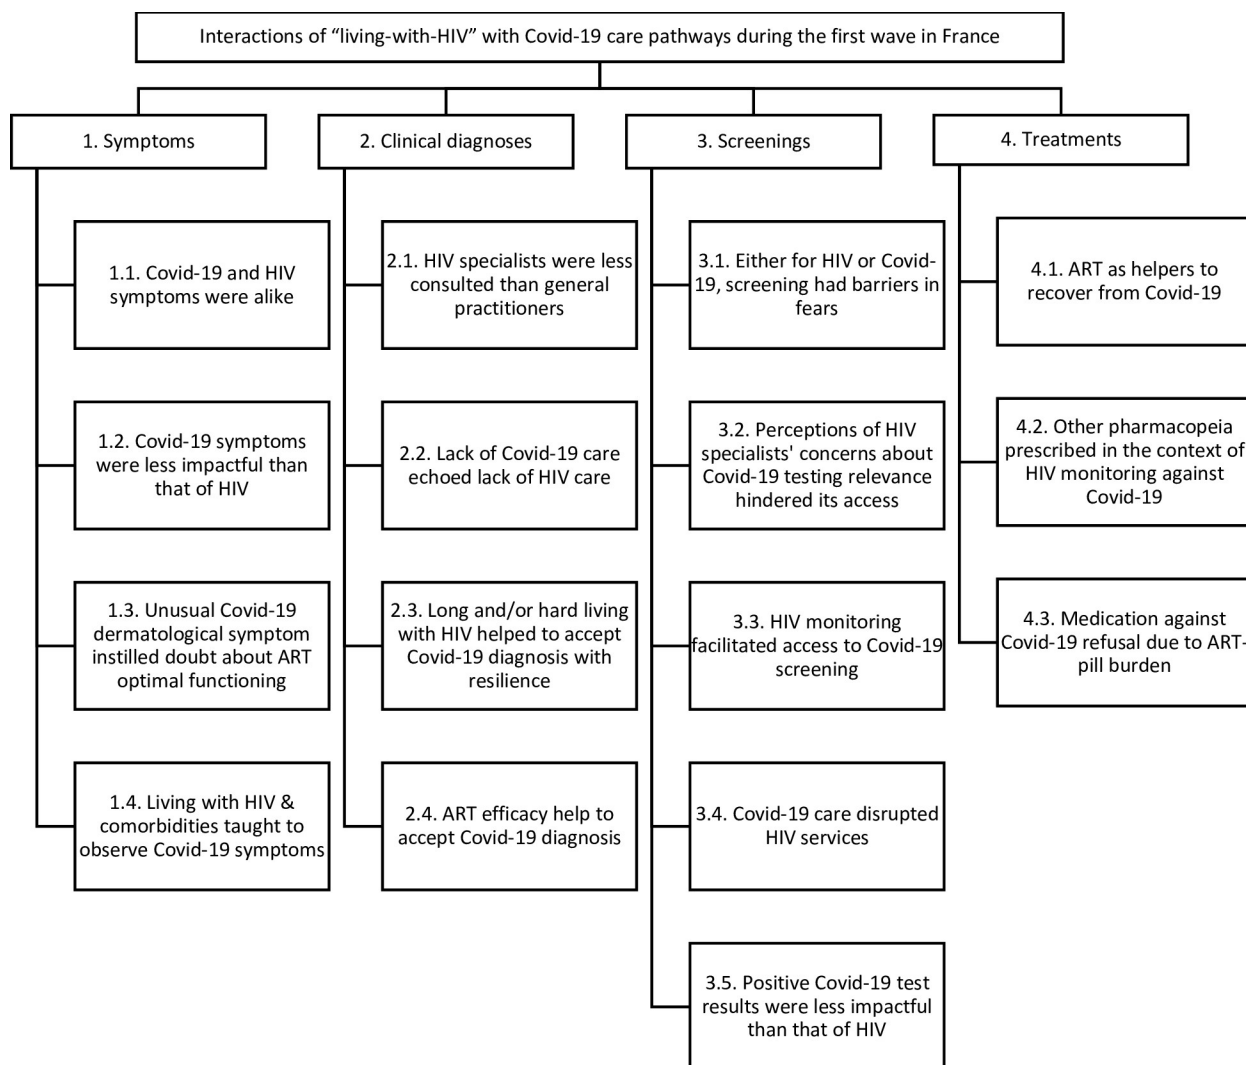 Interactions of “living-with-HIV” with Covid-19 care pathways during the first wave in France
1. Symptoms
1.1. Covid-19 and HIV
symptoms were alike
1.2. Covid-19 symptoms
were less impactful than
that of HIV
1.3. Unusual Covid-19
dermatological symptom
instilled doubt about ART
optimal functioning
1.4. Living with HIV &
comorbidities taught to
observe Covid-19 symptoms
2. Clinical diagnoses
2.1. HIV specialists were less
consulted than general
practitioners
2.2. Lack of Covid-19 care
echoed lack of HIV care
2.3. Long and/or hard living
with HIV helped to accept
Covid-19 diagnosis with
resilience
2.4. ART efficacy help to
accept Covid-19 diagnosis
3. Screenings
3.1. Either for HIV or Covid-
19, screening had barriers in
fears
3.2. Perceptions of HIV
specialists' concerns about
Covid-19 testing relevance
hindered its access
3.3. HIV monitoring
facilitated access to Covid-19
screening
3.4. Covid-19 care disrupted
HIV services
3.5. Positive Covid-19 test
results were less impactful
than that of HIV
4. Treatments
4.1. ART as helpers to
recover from Covid-19
4.2. Other pharmacopeia
prescribed in the context of
HIV monitoring against
Covid-19
4.3. Medication against
Covid-19 refusal due to ART-
pill burden